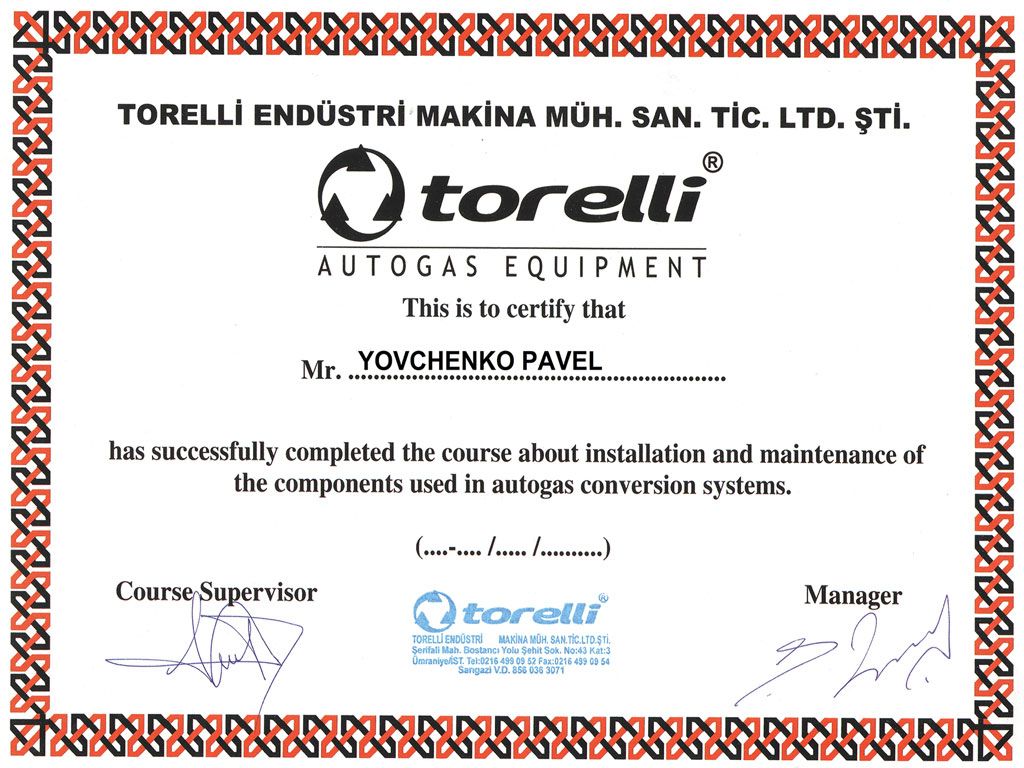 TORELLİ ENDÜSTRİ MAKİNA MÜH. SAN. TİC. LTD. ŞTİ.
torelli®
AUTOGAS EQUIPMENT
This is to certify that
Mr. YOVCHENKO PAVEL
has successfully completed the course about installation and maintenance of
the components used in autogas conversion systems.
(....-.... /..... /..........)
Course Supervisor
Manager
torelli®
TORELLİ ENDÜSTRİ MAKİNA MÜH. SAN.TİC.LTD.ŞTİ.
Şerifali Mah. Bostancı Yolu Şehit Sok. No:43 Kat:3
Ümraniye/İST. Tel:0216 499 09 52 Fax:0216 499 09 54
Sarıgazi V.D. 856 036 3071